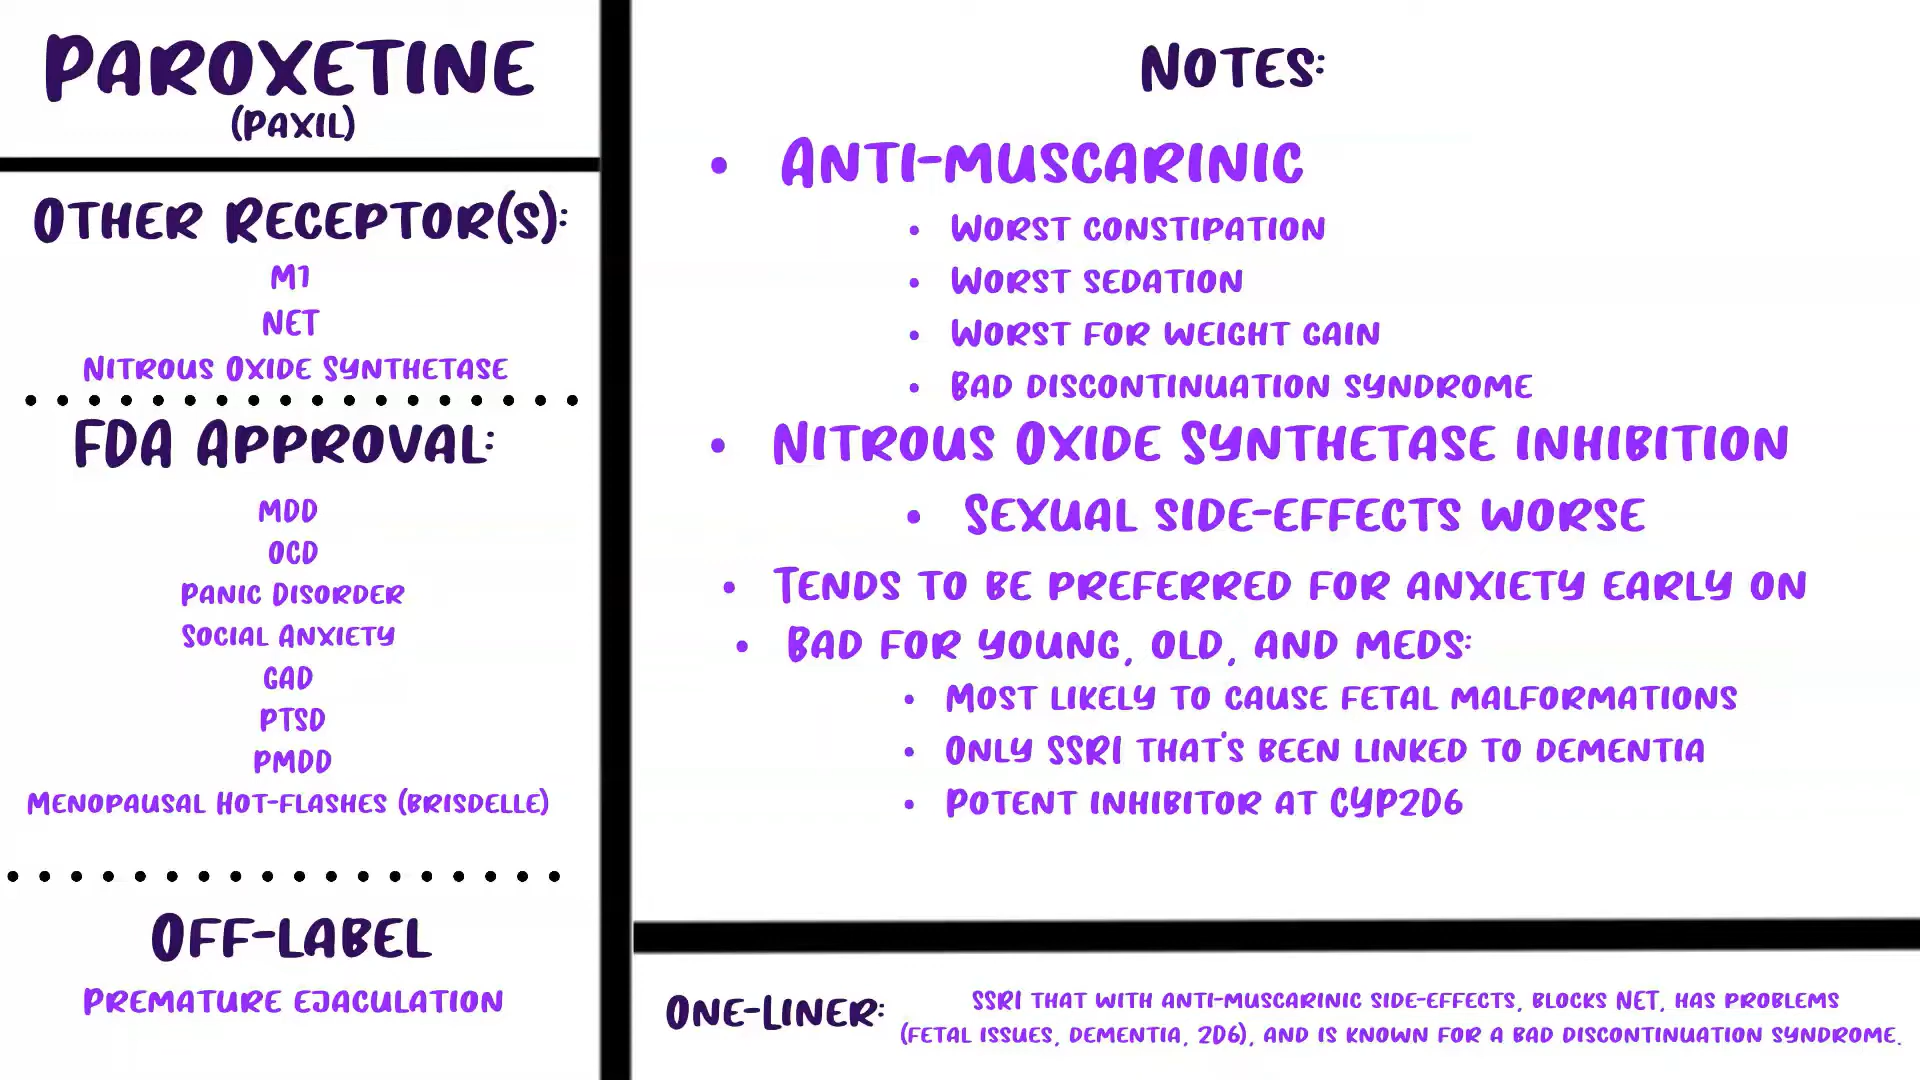 Paroxetine
(Paxil)
Other Receptor(s):
M1
NET
Nitrous Oxide Synthetase
FDA Approval:
MDD
OCD
Panic Disorder
Social Anxiety
GAD
PTSD
PMDD
Menopausal Hot-flashes (brisdelle)
Off-label
Premature ejaculation
Notes:
• Anti-muscarinic
• Worst constipation
• Worst sedation
• Worst for weight gain
• Bad discontinuation syndrome
• Nitrous Oxide Synthetase inhibition
• Sexual side-effects worse
• Tends to be preferred for anxiety early on
• Bad for young, old, and meds:
• Most likely to cause fetal malformations
• Only SSRI that's been linked to dementia
• Potent inhibitor at CYP2D6
One-Liner:
SSRI that with anti-muscarinic side-effects, blocks NET, has problems
(fetal issues, dementia, 2D6), and is known for a bad discontinuation syndrome.